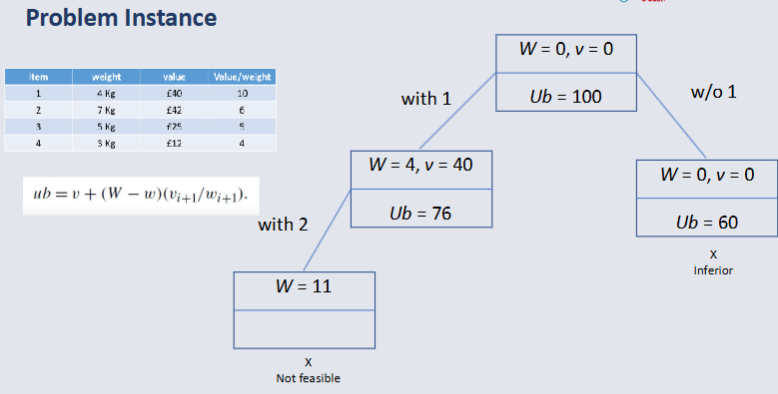 Problem Instance
item weight value Value/weight
1 4 Kg £40 10
2 7 Kg £42 6
3 5 Kg £25 5
4 3 Kg £12 4
ub = v + (W − w)(vi+1/wi+1).
W = 0, v = 0
Ub = 100
with 1
w/o 1
W = 4, v = 40
Ub = 76
W = 0, v = 0
Ub = 60
X
Inferior
with 2
W = 11
X
Not feasible